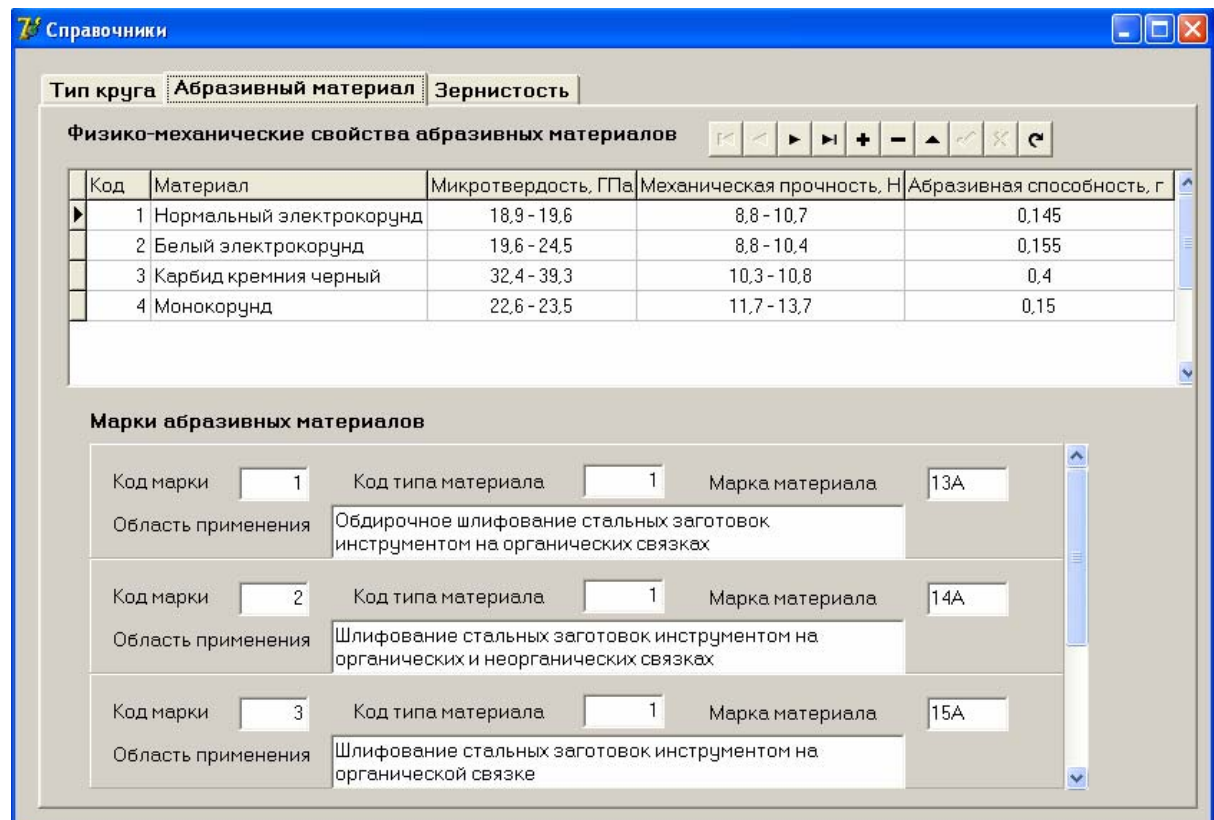 Справочники
Тип круга Абразивный материал Зернистость
Физико-механические свойства абразивных материалов
Код Материал Микротвердость, ГПа Механическая прочность, Н Абразивная способность, г
1 Нормальный электрокорунд 18,9 - 19,6 8,8 - 10,7 0,145
2 Белый электрокорунд 19,6 - 24,5 8,8 - 10,4 0,155
3 Карбид кремния черный 32,4 - 39,3 10,3 - 10,8 0,4
4 Монокорунд 22,6 - 23,5 11,7 - 13,7 0,15
Марки абразивных материалов
Код марки 1 Код типа материала 1 Марка материала 13А
Область применения Обдирочное шлифование стальных заготовок
инструментом на органических связках
Код марки 2 Код типа материала 1 Марка материала 14А
Область применения Шлифование стальных заготовок инструментом на
органических и неорганических связках
Код марки 3 Код типа материала 1 Марка материала 15А
Область применения Шлифование стальных заготовок инструментом на
органической связке